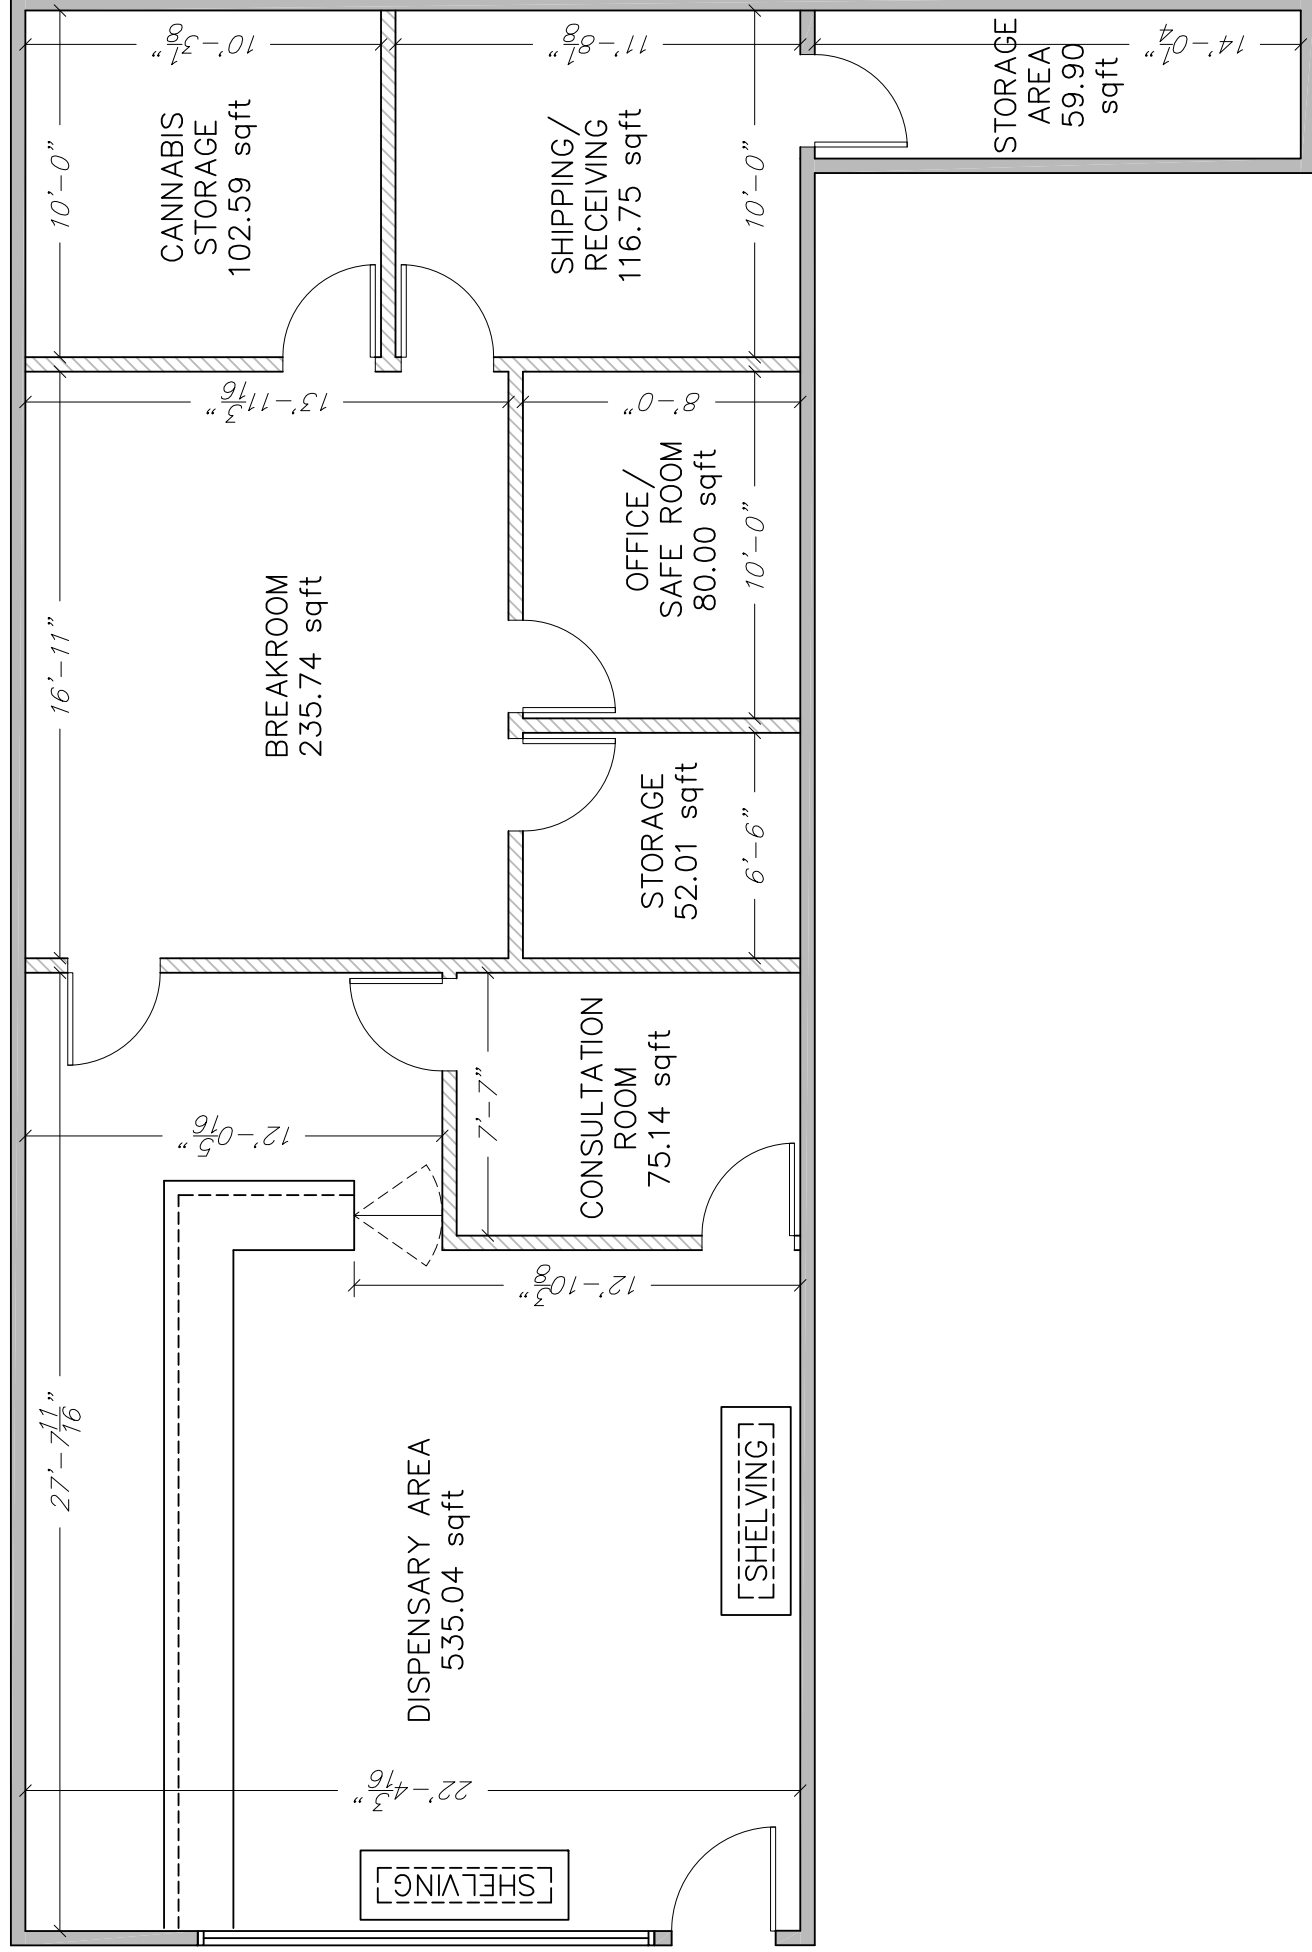 10'-3 1/8"
11'-8 1/8"
14'-0 1/4"
STORAGE
AREA
59.90
sqft
10'-0"
CANNABIS
STORAGE
102.59 sqft
SHIPPING/
RECEIVING
116.75 sqft
10'-0"
13'-11 3/16"
8'-0"
16'-11"
BREAKROOM
235.74 sqft
OFFICE/
SAFE ROOM
80.00 sqft
10'-0"
STORAGE
52.01 sqft
6'-6"
12'-0 5/16"
7'-7"
CONSULTATION
ROOM
75.14 sqft
12'-10 3/8"
27'-7 11/16"
DISPENSARY AREA
535.04 sqft
SHELVING
22'-4 3/16"
SHELVING